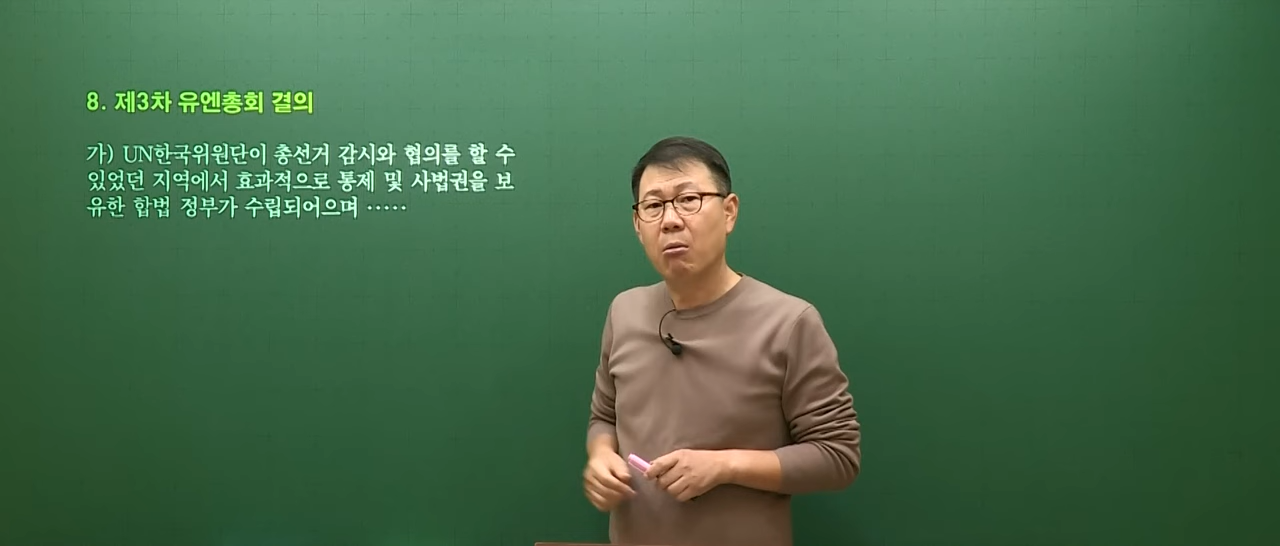 8. 제3차 유엔총회 결의
가) UN한국위원단이 총선거 감시와 협의를 할 수
있었던 지역에서 효과적으로 통제 및 사법권을 보
유한 합법 정부가 수립되어으며 ·····